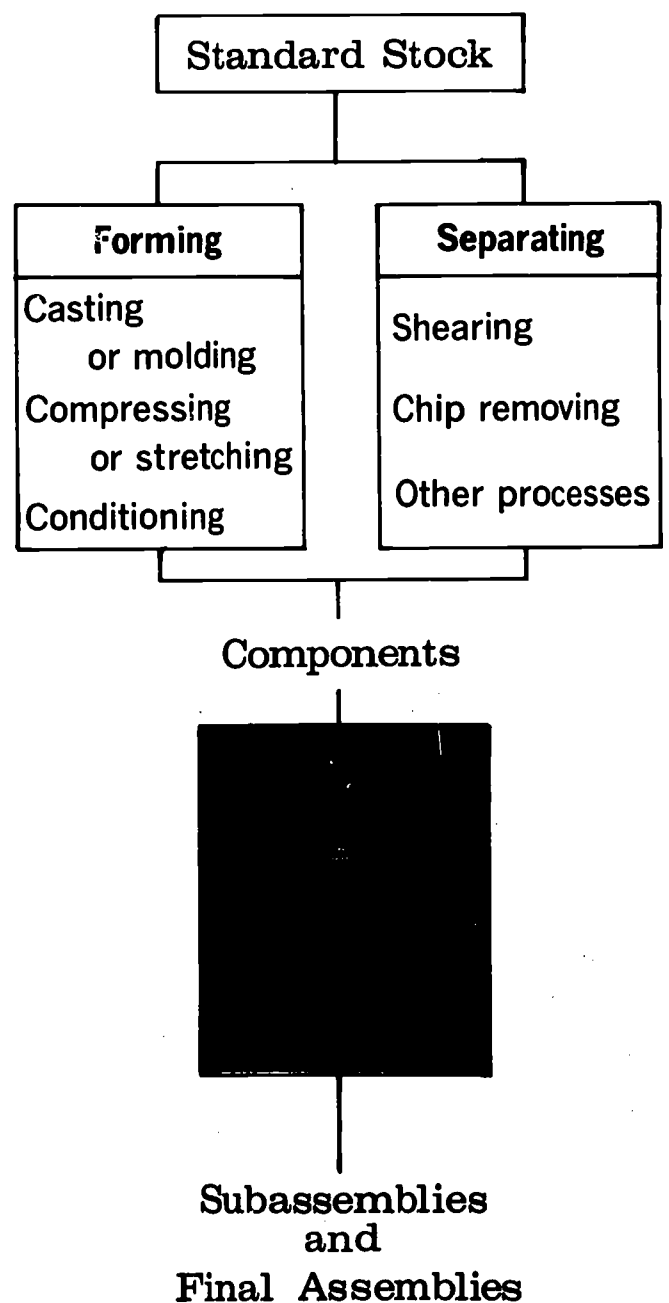 Standard Stock
Forming
Casting
or molding
Compressing
or stretching
Conditioning
Separating
Shearing
Chip removing
Other processes
Components
Subassemblies
and
Final Assemblies